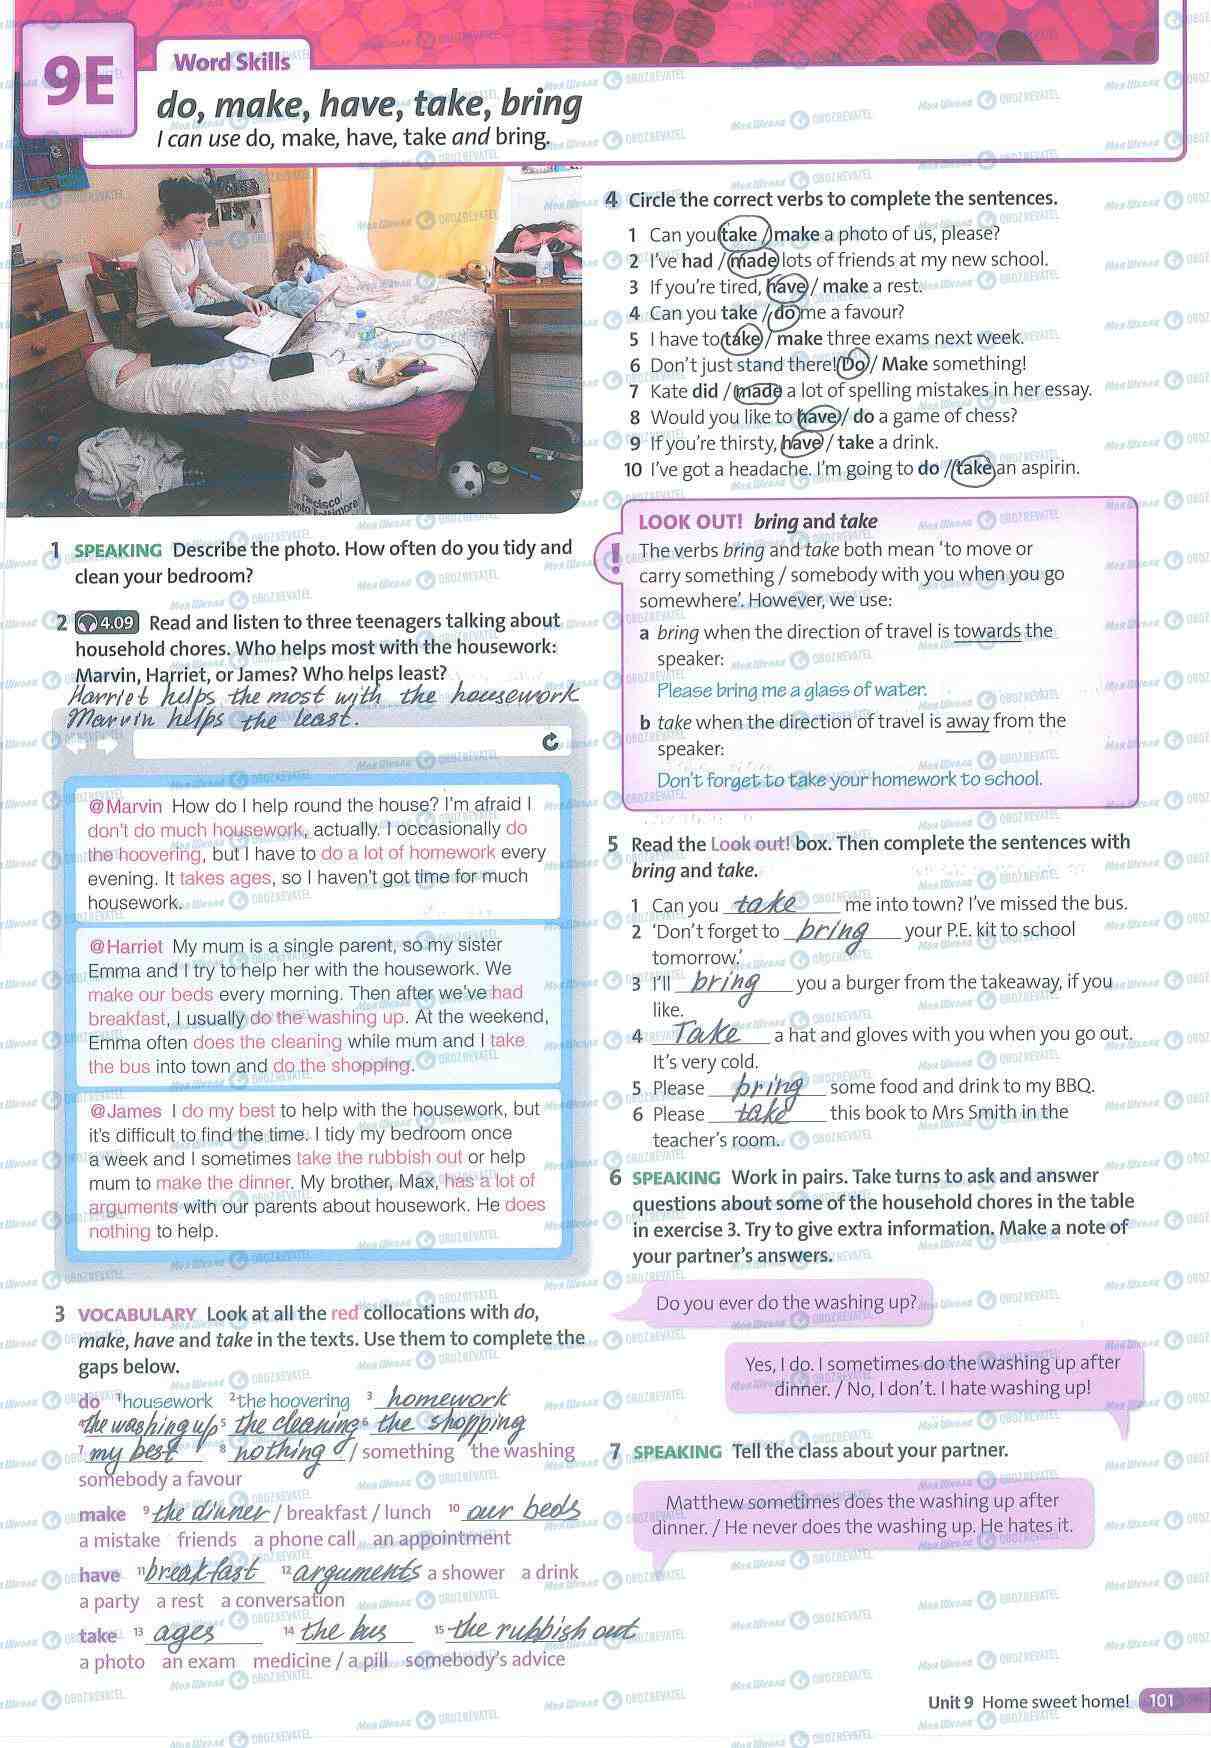 9E
Word Skills
do, make, have, take, bring
I can use do, make, have, take and bring.
1 SPEAKING Describe the photo. How often do you tidy and
clean your bedroom?
2 4.09 Read and listen to three teenagers talking about
household chores. Who helps most with the housework:
Marvin, Harriet, or James? Who helps least?
Harriet helps the most with the housework
Marvin helps the least.
@Marvin How do I help round the house? I'm afraid I
don't do much housework, actually. I occasionally do
the hoovering, but I have to do a lot of homework every
evening. It takes ages, so I haven't got time for much
housework.
@Harriet My mum is a single parent, so my sister
Emma and I try to help her with the housework. We
make our beds every morning. Then after we've had
breakfast, I usually do the washing up. At the weekend,
Emma often does the cleaning while mum and I take
the bus into town and do the shopping.
@James I do my best to help with the housework, but
it's difficult to find the time. I tidy my bedroom once
a week and I sometimes take the rubbish out or help
mum to make the dinner. My brother, Max, has a lot of
arguments with our parents about housework. He does
nothing to help.
3 VOCABULARY Look at all the red collocations with do,
make, have and take in the texts. Use them to complete the
gaps below.
do 1 housework 2 the hoovering 3 homework
4 the washing up 5 the cleaning 6 the shopping
7 my best 8 nothing / something the washing
somebody a favour
make 9 the dinner / breakfast / lunch 10 our beds
a mistake friends a phone call an appointment
have 11 breakfast 12 arguments a shower a drink
a party a rest a conversation
take 13 ages 14 the bus 15 the rubbish out
a photo an exam medicine / a pill somebody's advice
4 Circle the correct verbs to complete the sentences.
1 Can you take / make a photo of us, please?
2 I've had / made lots of friends at my new school.
3 If you're tired, have / make a rest.
4 Can you take / do me a favour?
5 I have to take / make three exams next week.
6 Don't just stand there! Do / Make something!
7 Kate did / made a lot of spelling mistakes in her essay.
8 Would you like to have / do a game of chess?
9 If you're thirsty, have / take a drink.
10 I've got a headache. I'm going to do / take an aspirin.
! LOOK OUT! bring and take
The verbs bring and take both mean 'to move or
carry something / somebody with you when you go
somewhere'. However, we use:
a bring when the direction of travel is towards the
speaker:
Please bring me a glass of water.
b take when the direction of travel is away from the
speaker:
Don't forget to take your homework to school.
5 Read the Look out! box. Then complete the sentences with
bring and take.
1 Can you take me into town? I've missed the bus.
2 'Don't forget to bring your P.E. kit to school
tomorrow.'
3 I'll bring you a burger from the takeaway, if you
like.
4 Take a hat and gloves with you when you go out.
It's very cold.
5 Please bring some food and drink to my BBQ.
6 Please take this book to Mrs Smith in the
teacher's room.
6 SPEAKING Work in pairs. Take turns to ask and answer
questions about some of the household chores in the table
in exercise 3. Try to give extra information. Make a note of
your partner's answers.
Do you ever do the washing up?
Yes, I do. I sometimes do the washing up after
dinner. / No, I don't. I hate washing up!
7 SPEAKING Tell the class about your partner.
Matthew sometimes does the washing up after
dinner. / He never does the washing up. He hates it.
Unit 9 Home sweet home! 101